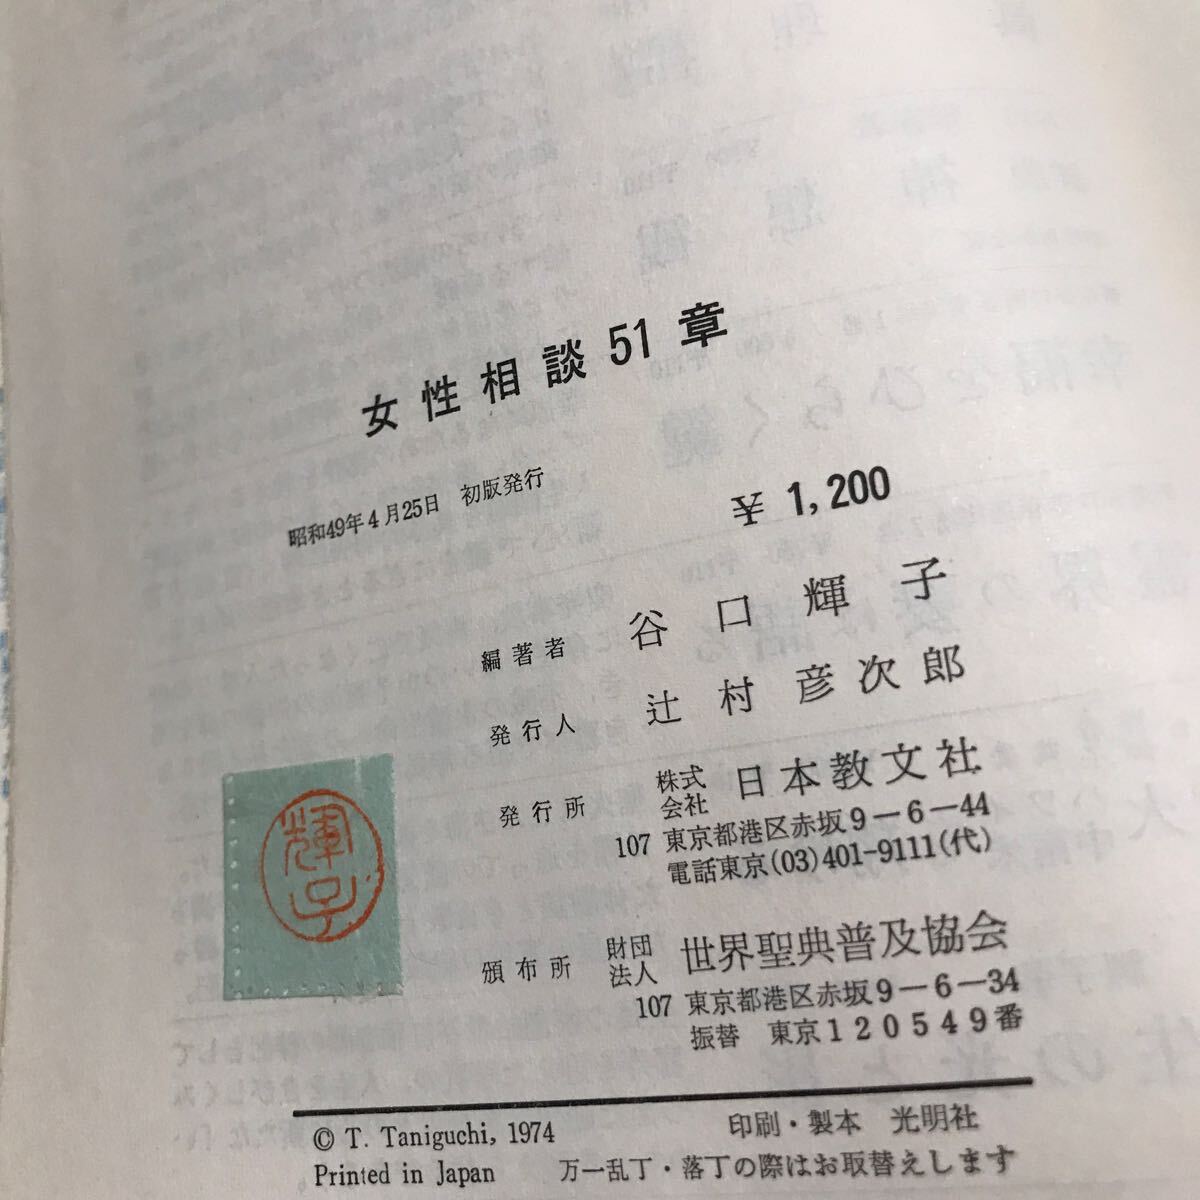 女性相談51章
昭和49年4月25日 初版発行
¥ 1,200
編著者 谷口輝子
発行人 辻村彦次郎
発行所 株式会社 日本教文社
107 東京都港区赤坂9－6－44
電話東京(03)401-9111(代)
頒布所 財団法人 世界聖典普及協会
107 東京都港区赤坂9－6－34
振替 東京120549番
輝子
© T. Taniguchi, 1974 印刷・製本 光明社
Printed in Japan 万一乱丁・落丁の際はお取替えします